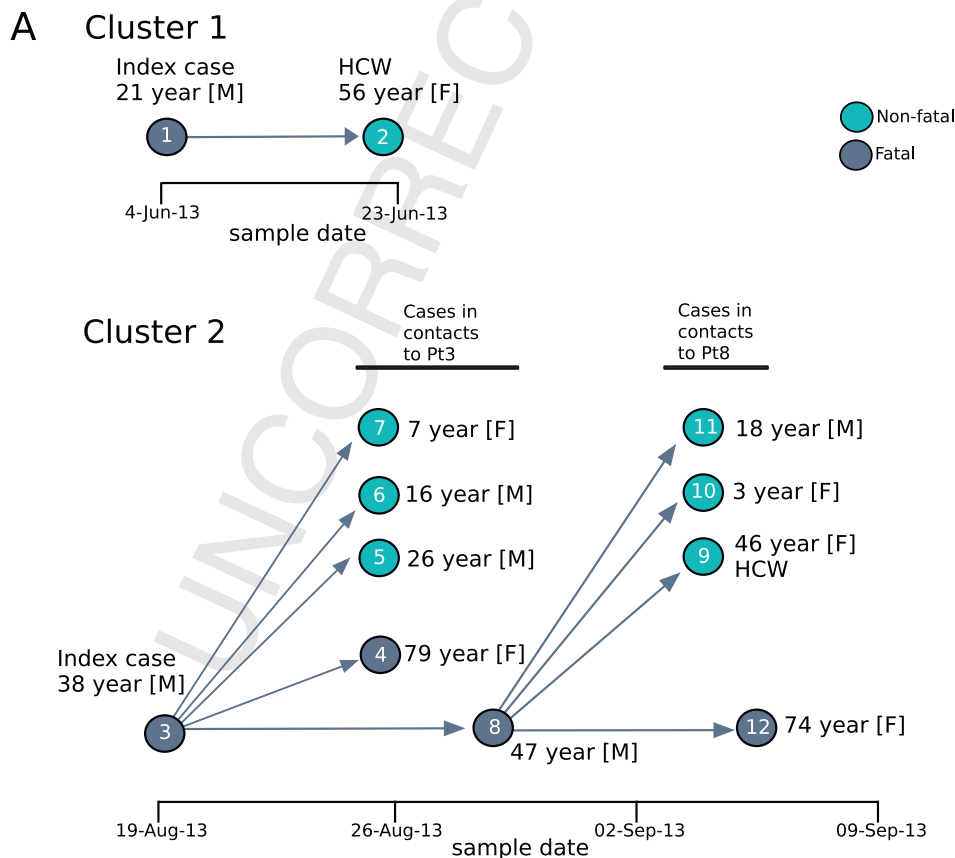 A
Cluster 1
Index case
21 year [M]
HCW
56 year [F]
1
2
Non-fatal
Fatal
4-Jun-13
23-Jun-13
sample date
UNCORREC
Cluster 2
Cases in
contacts
to Pt3
Cases in
contacts
to Pt8
7
7 year [F]
11
18 year [M]
6
16 year [M]
10
3 year [F]
5
26 year [M]
9
46 year [F]
HCW
4
79 year [F]
Index case
38 year [M]
3
8
47 year [M]
12
74 year [F]
19-Aug-13
26-Aug-13
02-Sep-13
09-Sep-13
sample date